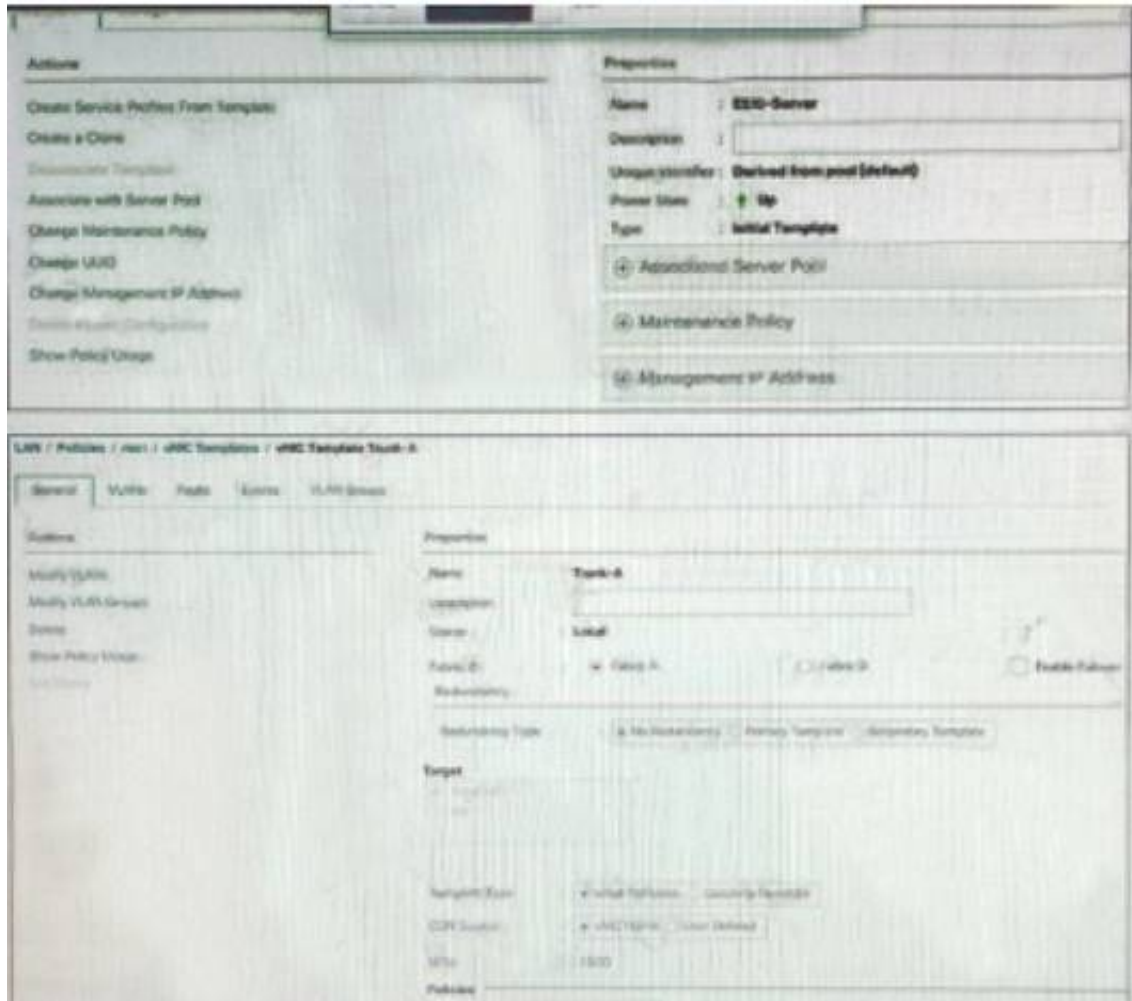 Actions
Properties
Create Service Profiles From Template
Name :
Create a Clone
Description :
Unique Identifier : Derived from pool (default)
Associate with Server Pool
Power State : Up
Change Maintenance Policy
Type : Initial Template
Change UUID
Associated Server Pool
Change Management IP Address
Maintenance Policy
Show Policy Usage
Management IP Address
LAN / Policies / root / vNIC Templates / vNIC Template Trunk-A
General VLANs Faults Events VLAN Groups
Actions
Properties
Modify VLANs
Name : Trunk-A
Modify VLAN Groups
Description
Delete
Owner : Local
Show Policy Usage
Fabric ID : Fabric A Fabric B Enable Failover
Redundancy
Redundancy Type : No Redundancy Primary Template Secondary Template
Target
Template Type : Initial Template Updating Template
CDN Source : vNIC Name User Defined
MTU : 1500
Policies